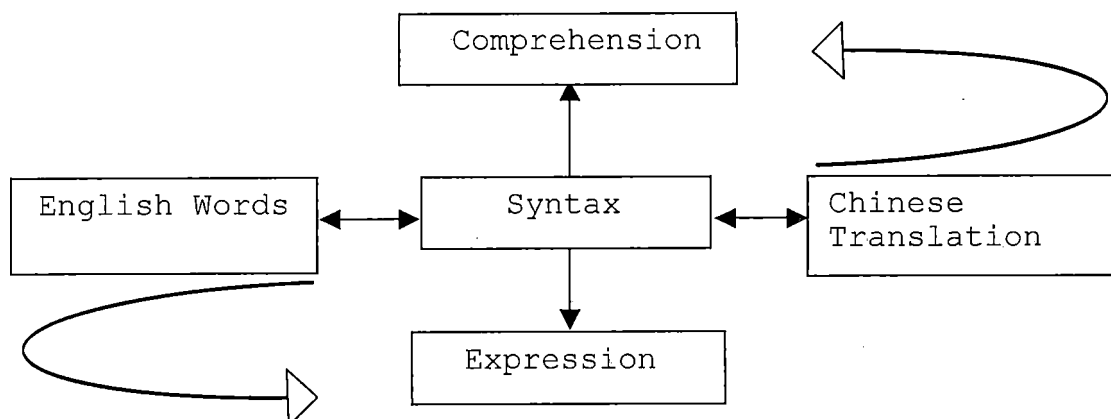 Comprehension
English Words
Syntax
Chinese
Translation
Expression